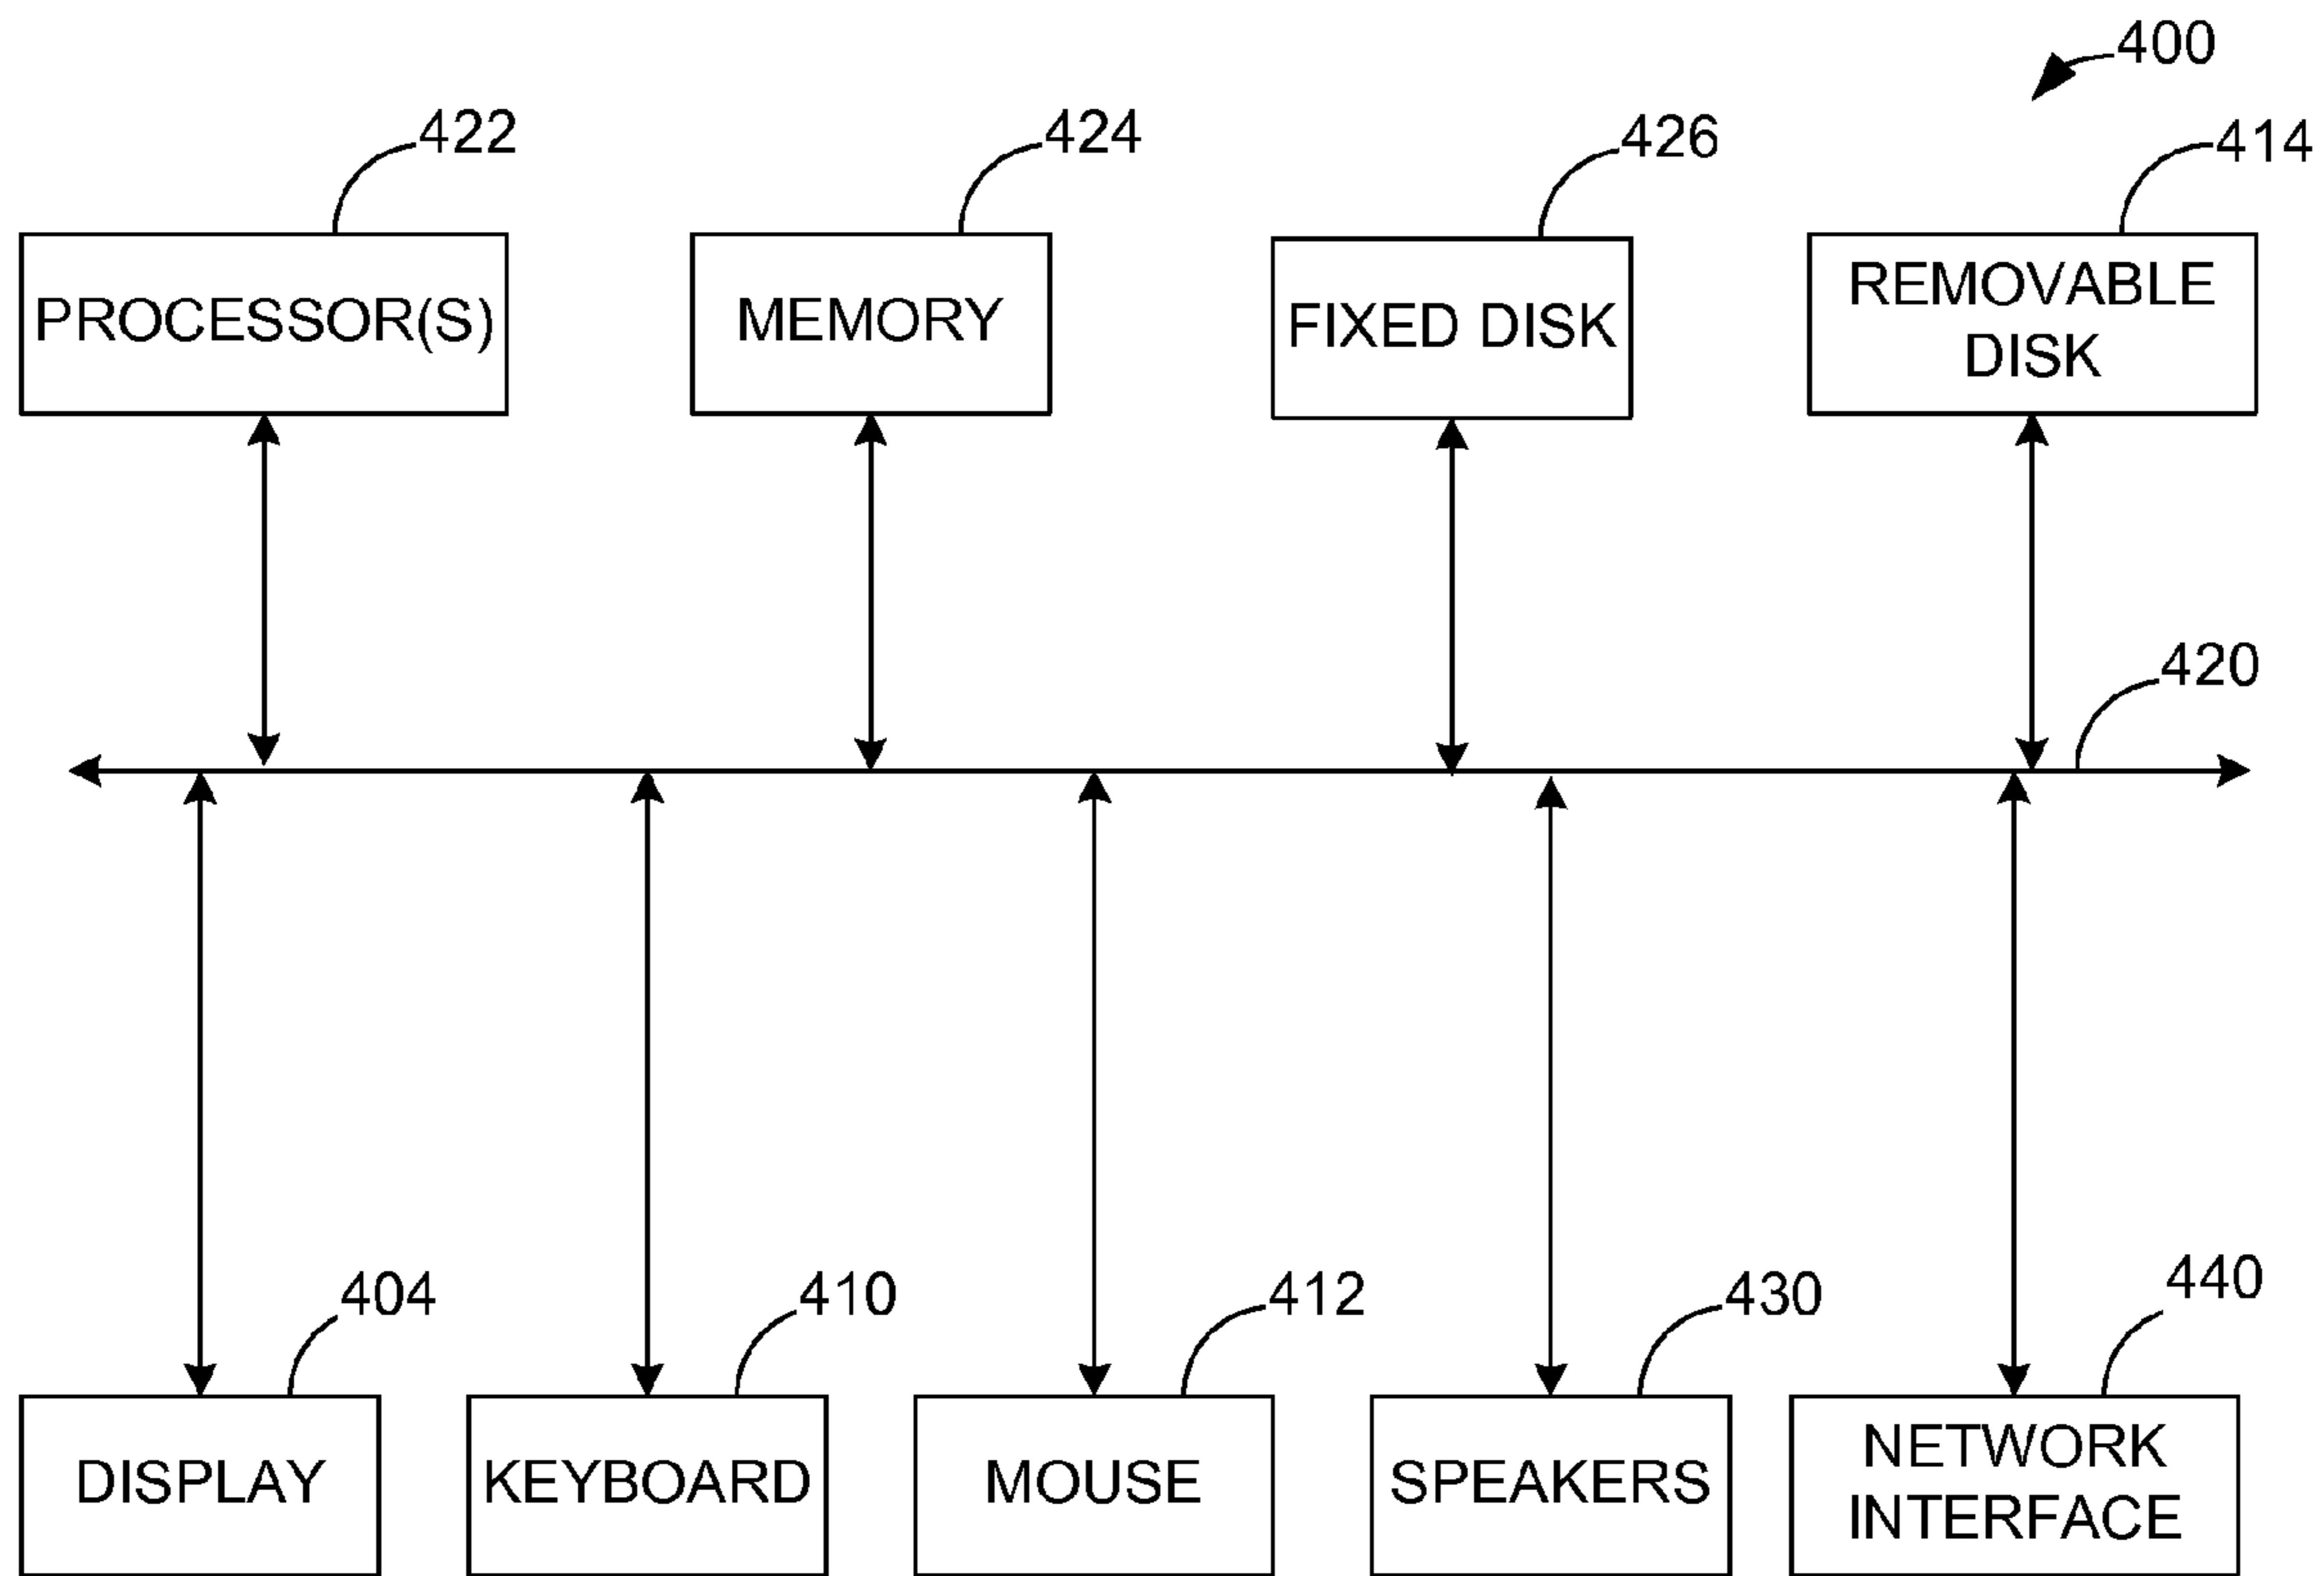 400
422
424
426
414
PROCESSOR(S)
MEMORY
FIXED DISK
REMOVABLE
DISK
420
404
410
412
430
440
DISPLAY
KEYBOARD
MOUSE
SPEAKERS
NETWORK
INTERFACE